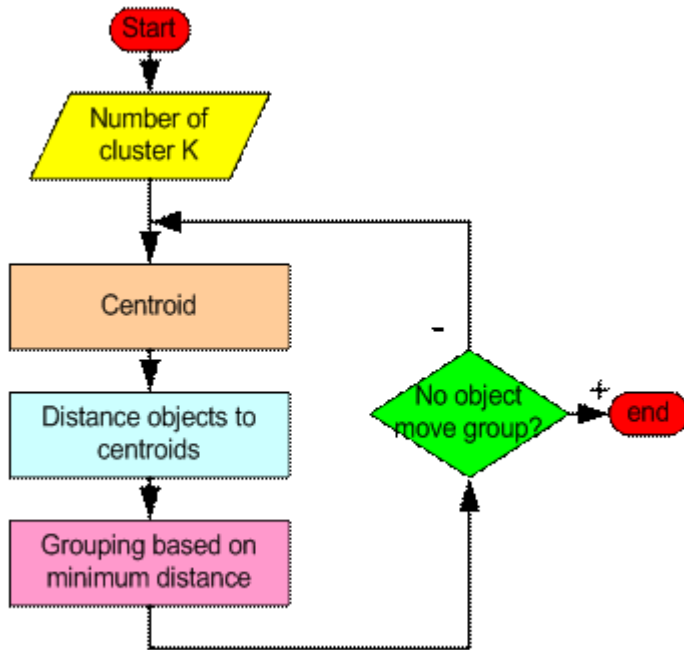 Start
Number of
cluster K
Centroid
Distance objects to
centroids
Grouping based on
minimum distance
-
No object
move group?
+
end